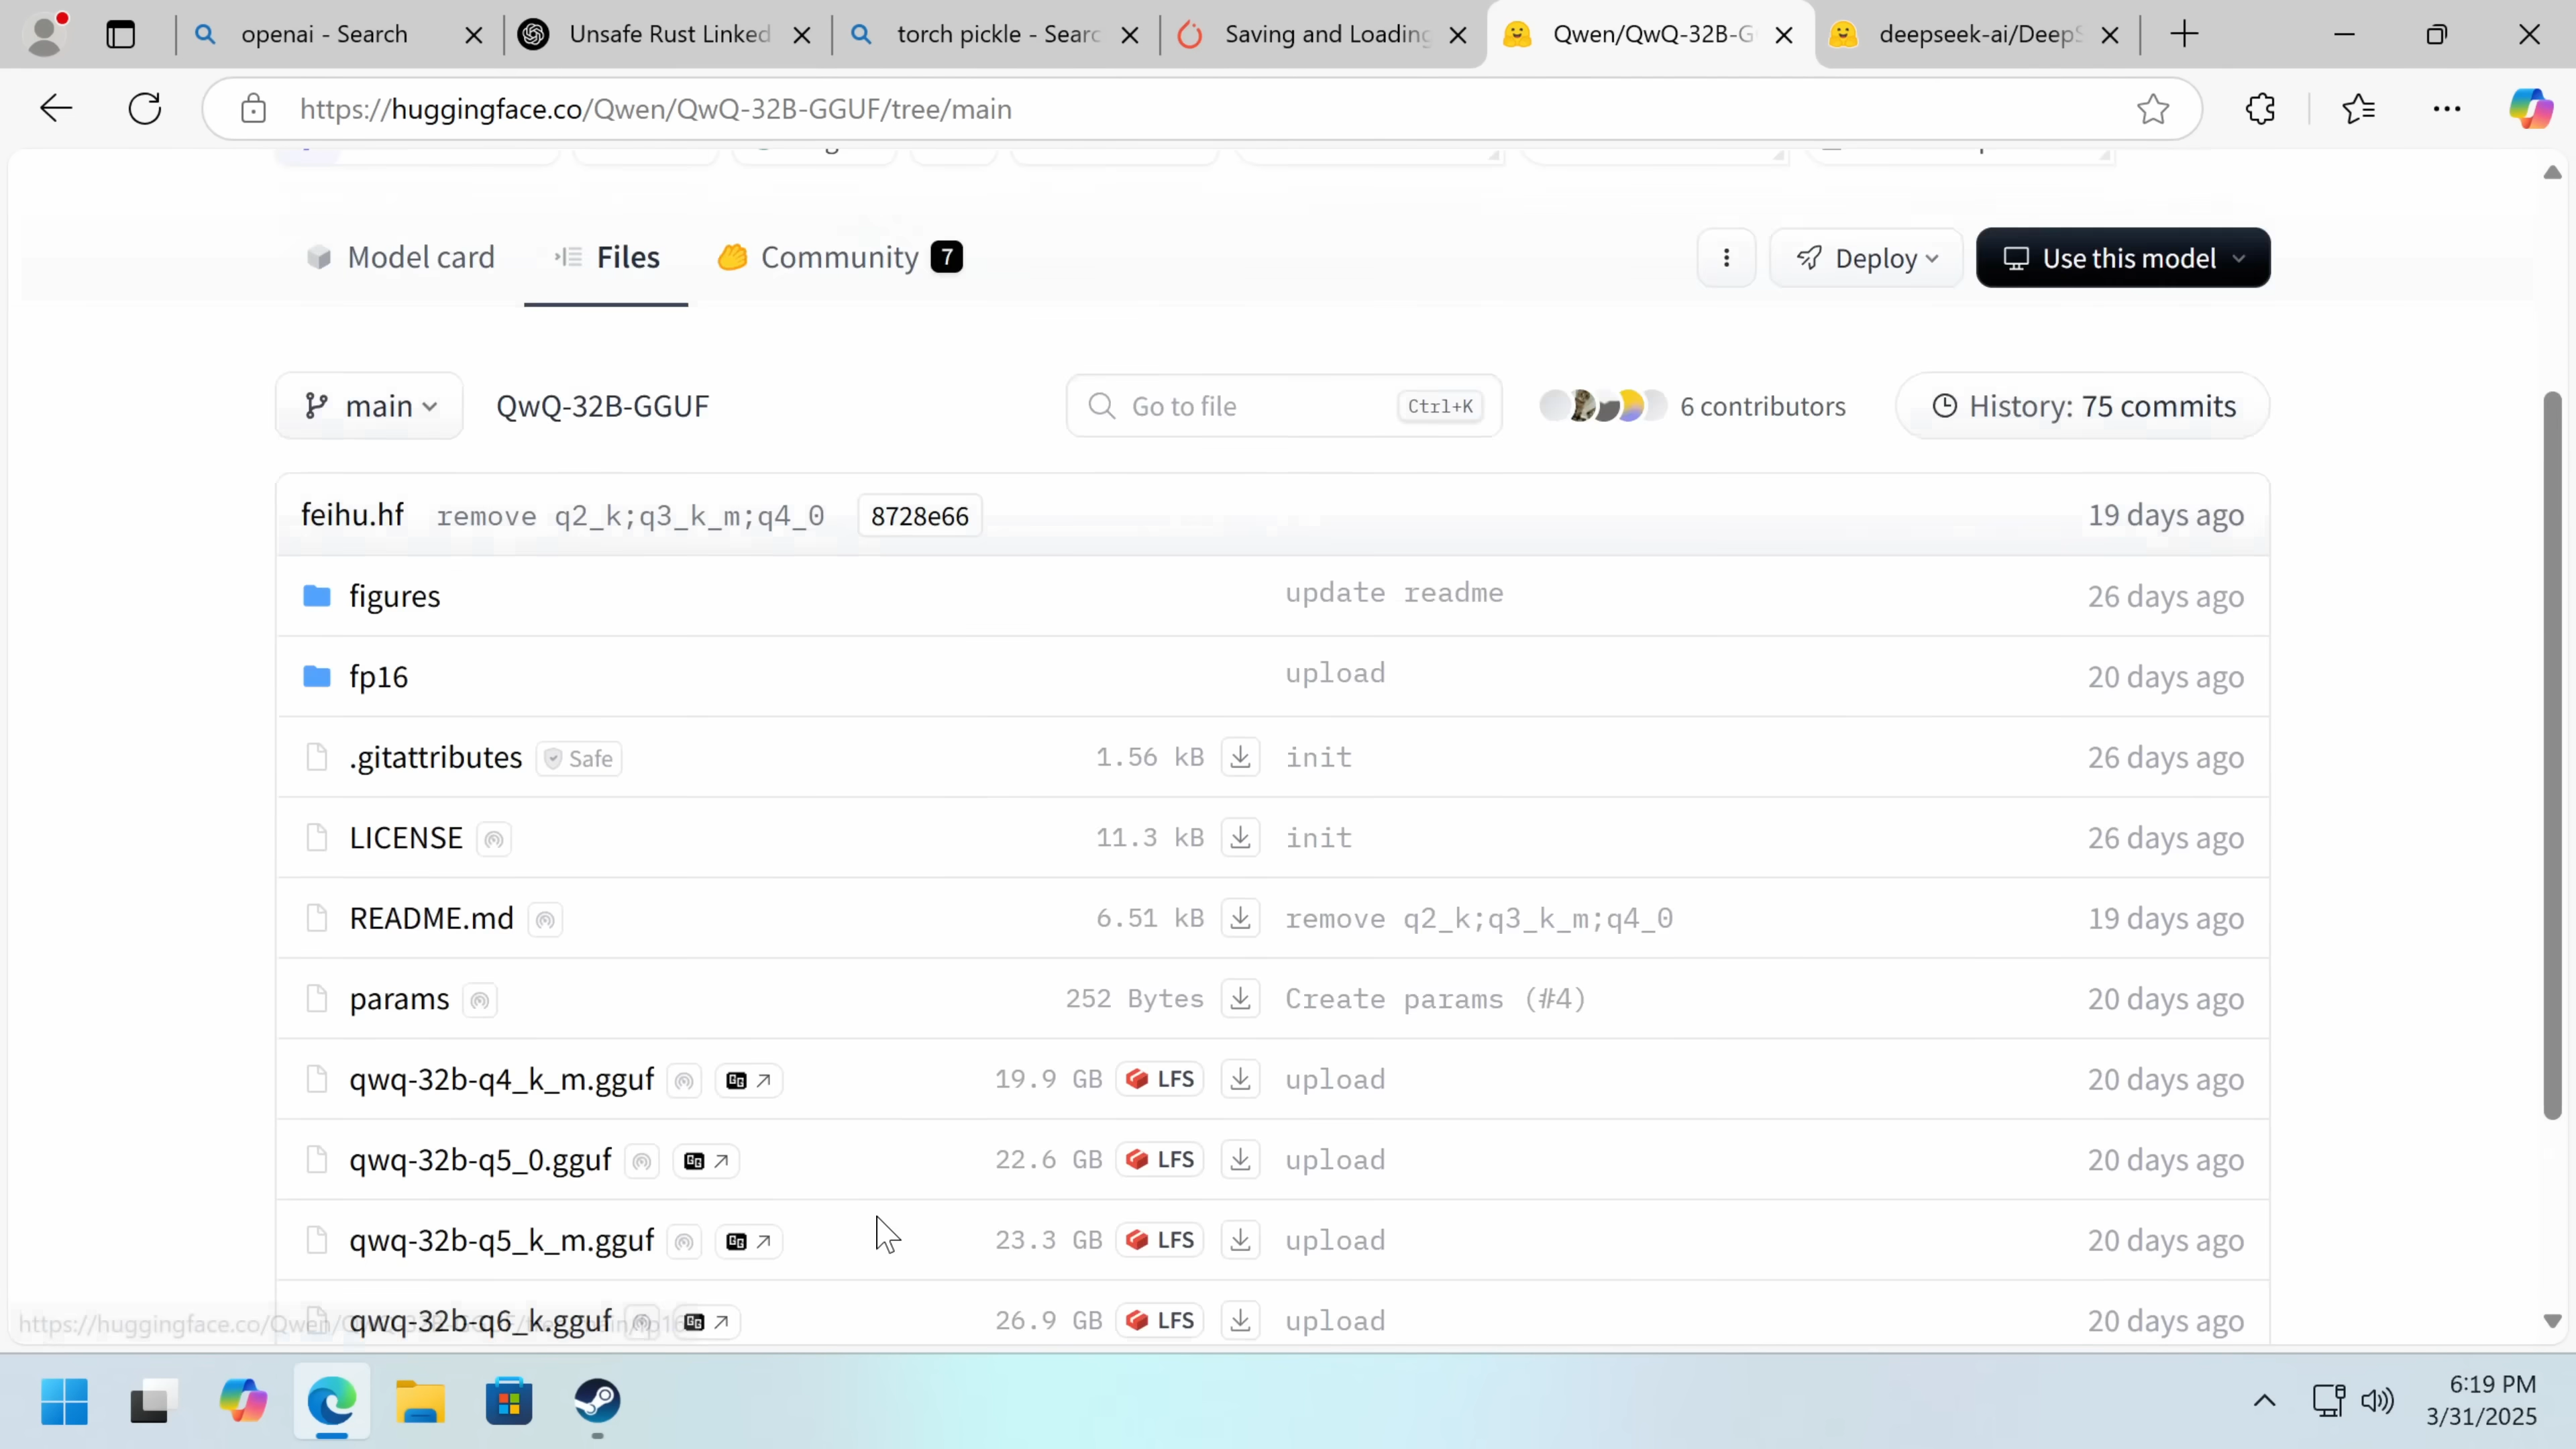 openai - Search
Unsafe Rust Linked
torch pickle - Searc
Saving and Loading
Qwen/QwQ-32B-G
deepseek-ai/DeepS
https://huggingface.co/Qwen/QwQ-32B-GGUF/tree/main
Model card
Files
Community 7
Deploy
Use this model
main
QwQ-32B-GGUF
Go to file
Ctrl+K
6 contributors
History: 75 commits
feihu.hf remove q2_k;q3_k_m;q4_0 8728e66 19 days ago
figures update readme 26 days ago
fp16 upload 20 days ago
.gitattributes Safe 1.56 kB init 26 days ago
LICENSE 11.3 kB init 26 days ago
README.md 6.51 kB remove q2_k;q3_k_m;q4_0 19 days ago
params 252 Bytes Create params (#4) 20 days ago
qwq-32b-q4_k_m.gguf 19.9 GB LFS upload 20 days ago
qwq-32b-q5_0.gguf 22.6 GB LFS upload 20 days ago
qwq-32b-q5_k_m.gguf 23.3 GB LFS upload 20 days ago
qwq-32b-q6_k.gguf 26.9 GB LFS upload 20 days ago
6:19 PM
3/31/2025